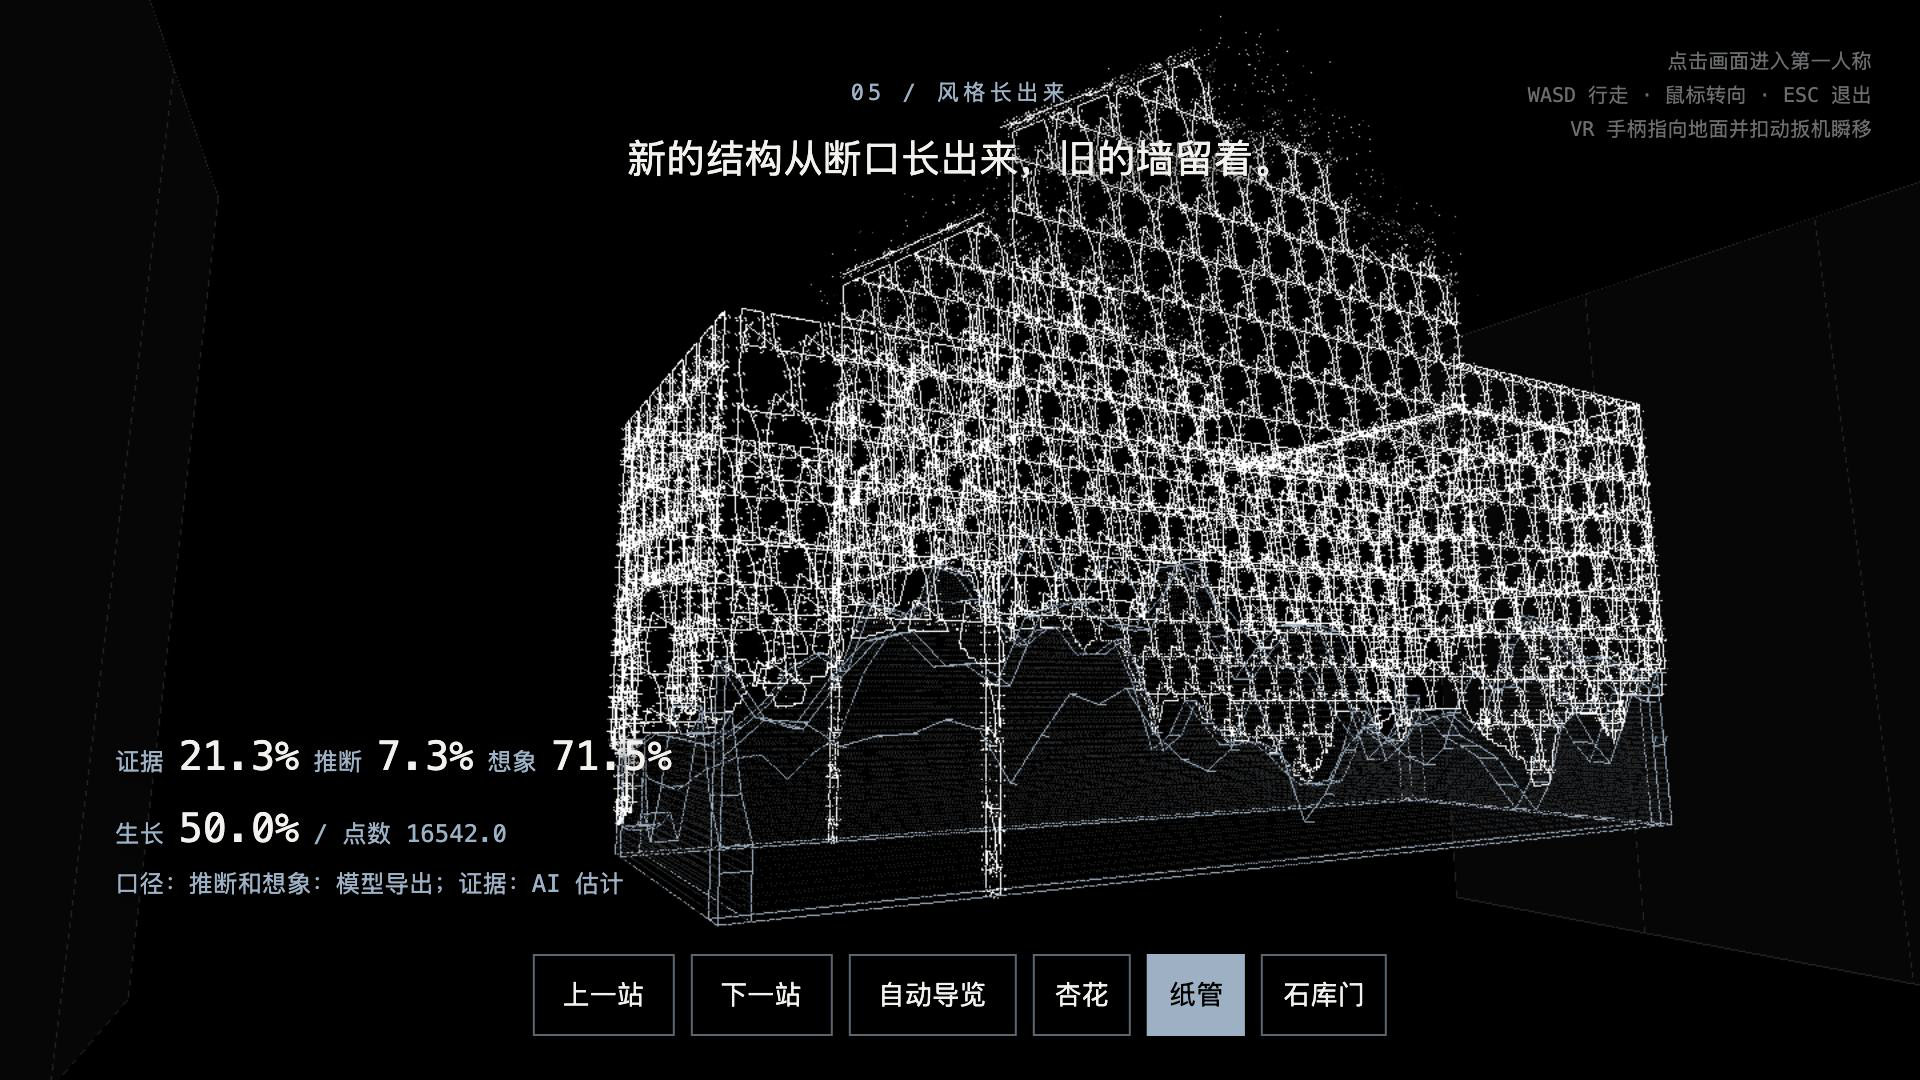 05 / 风格长出来
新的结构从断口长出来，旧的墙留着。
点击画面进入第一人称
WASD 行走 · 鼠标转向 · ESC 退出
VR 手柄指向地面并扣动扳机瞬移
证据 21.3% 推断 7.3% 想象 71.5%
生长 50.0% / 点数 16542.0
口径：推断和想象：模型导出；证据：AI 估计
上一站 下一站 自动导览 杏花 纸管 石库门